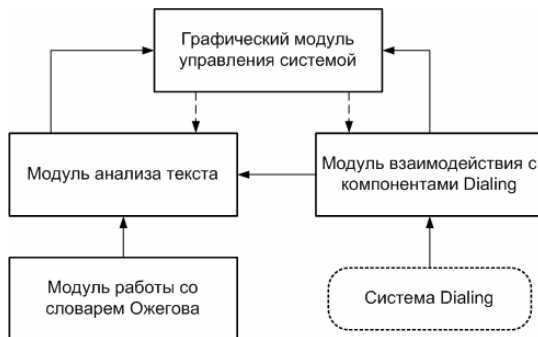 Графический модуль
управления системой
Модуль анализа текста
Модуль взаимодействия с
компонентами Dialing
Модуль работы со
словарем Ожегова
Система Dialing